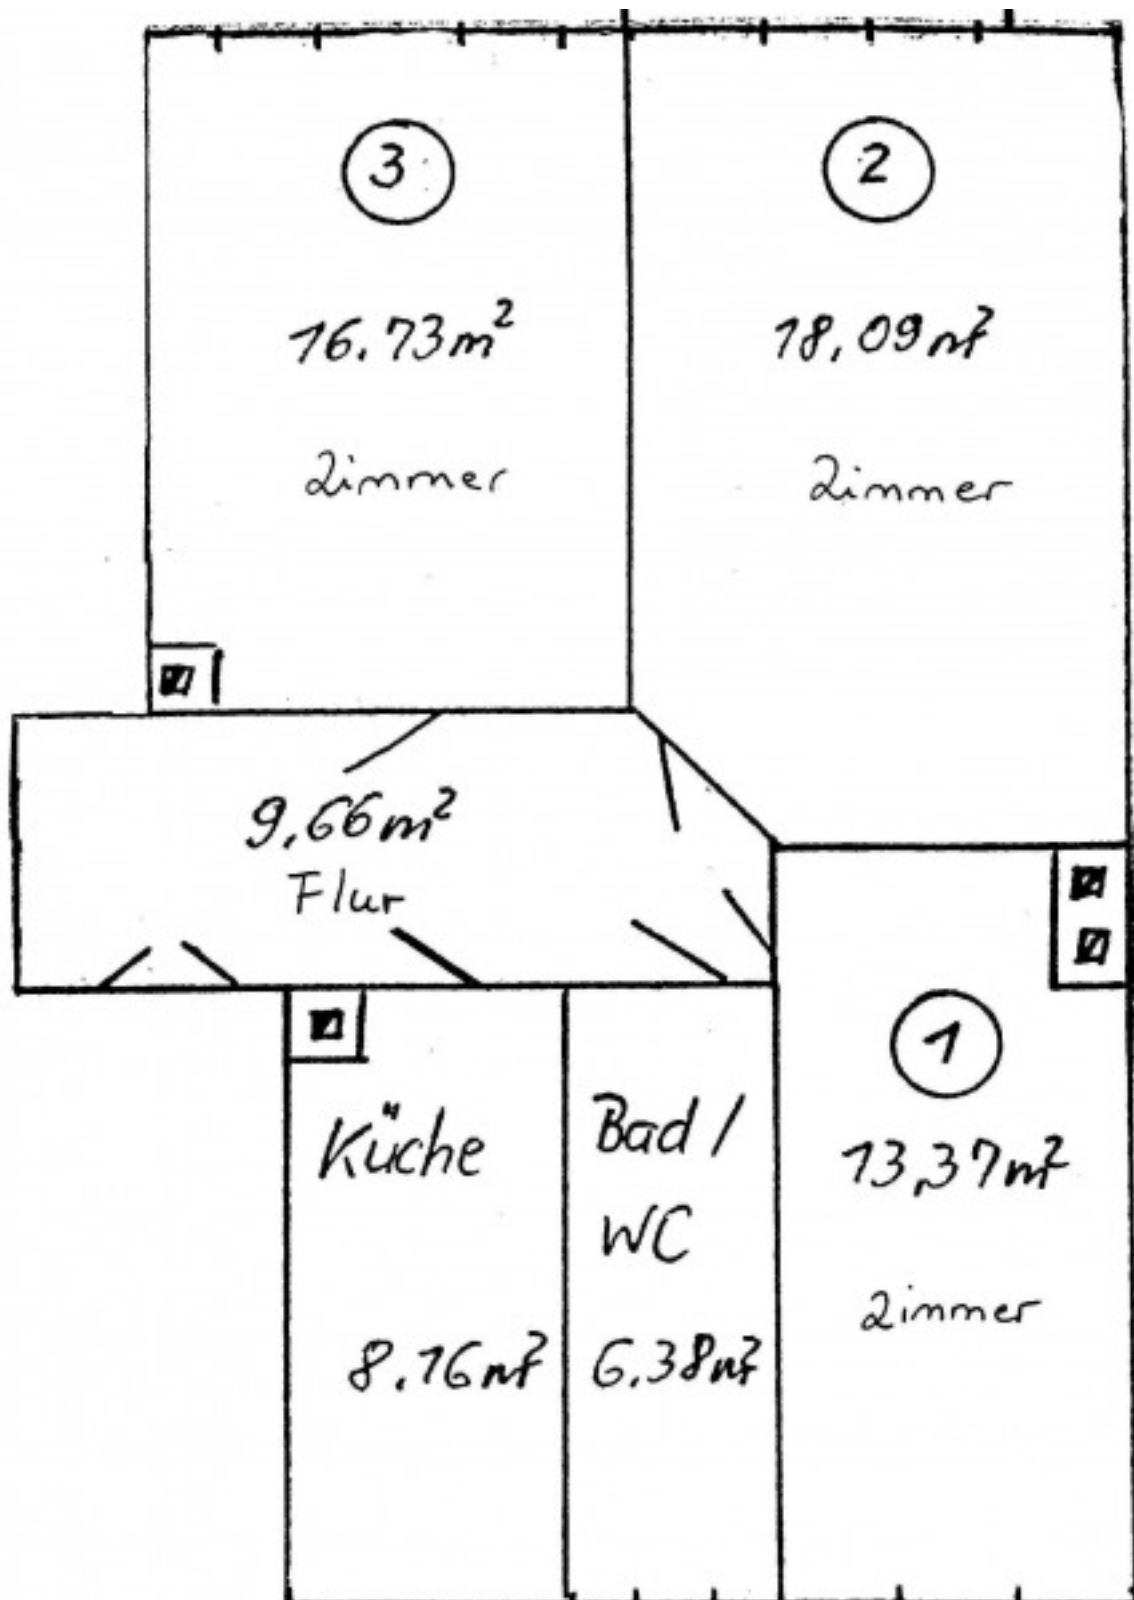 3
2
16.73m²
18,09m²
Zimmer
Zimmer
9,66m²
Flur
1
Küche
Bad /
WC
13,37m²
Zimmer
8.16m²
6.38m²